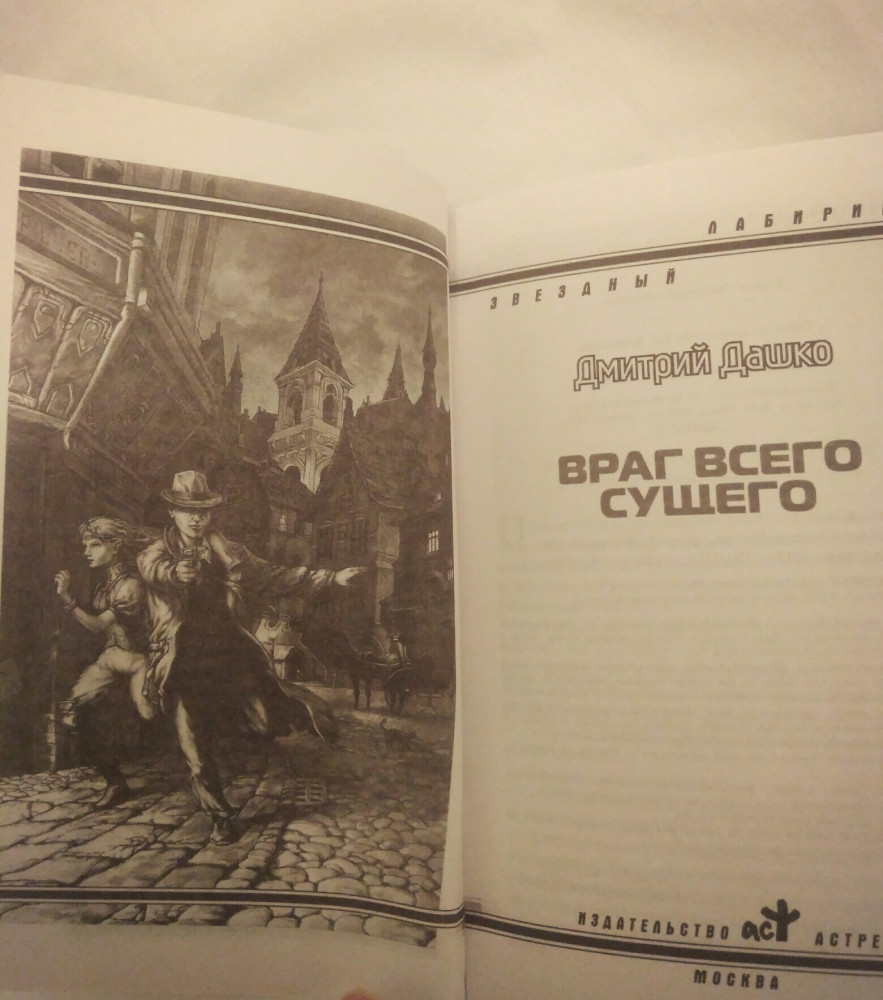 ЗВЕЗДНЫЙ
Дмитрий Дашко
ВРАГ ВСЕГО
СУЩЕГО
ИЗДАТЕЛЬСТВО аст
МОСКВА